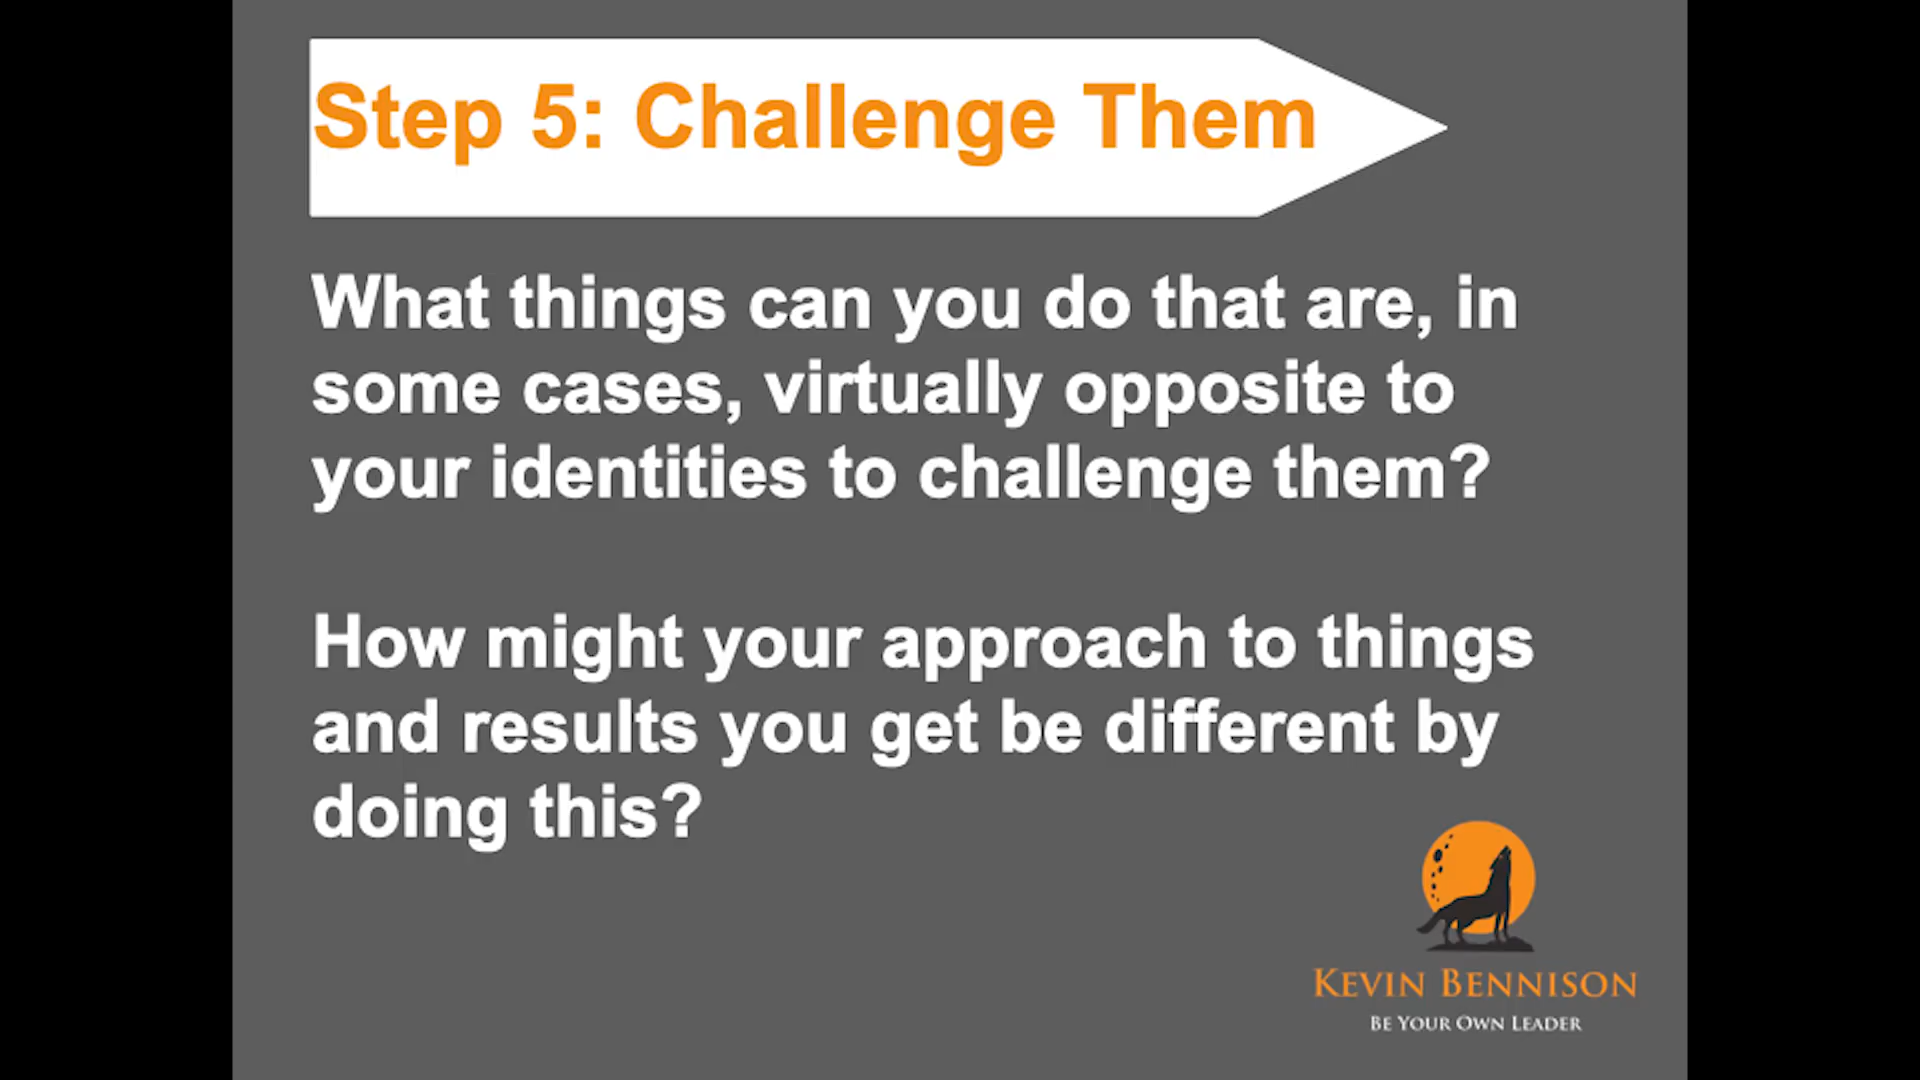 Step 5: Challenge Them
What things can you do that are, in
some cases, virtually opposite to
your identities to challenge them?
How might your approach to things
and results you get be different by
doing this?
KEVIN BENNISON
BE YOUR OWN LEADER